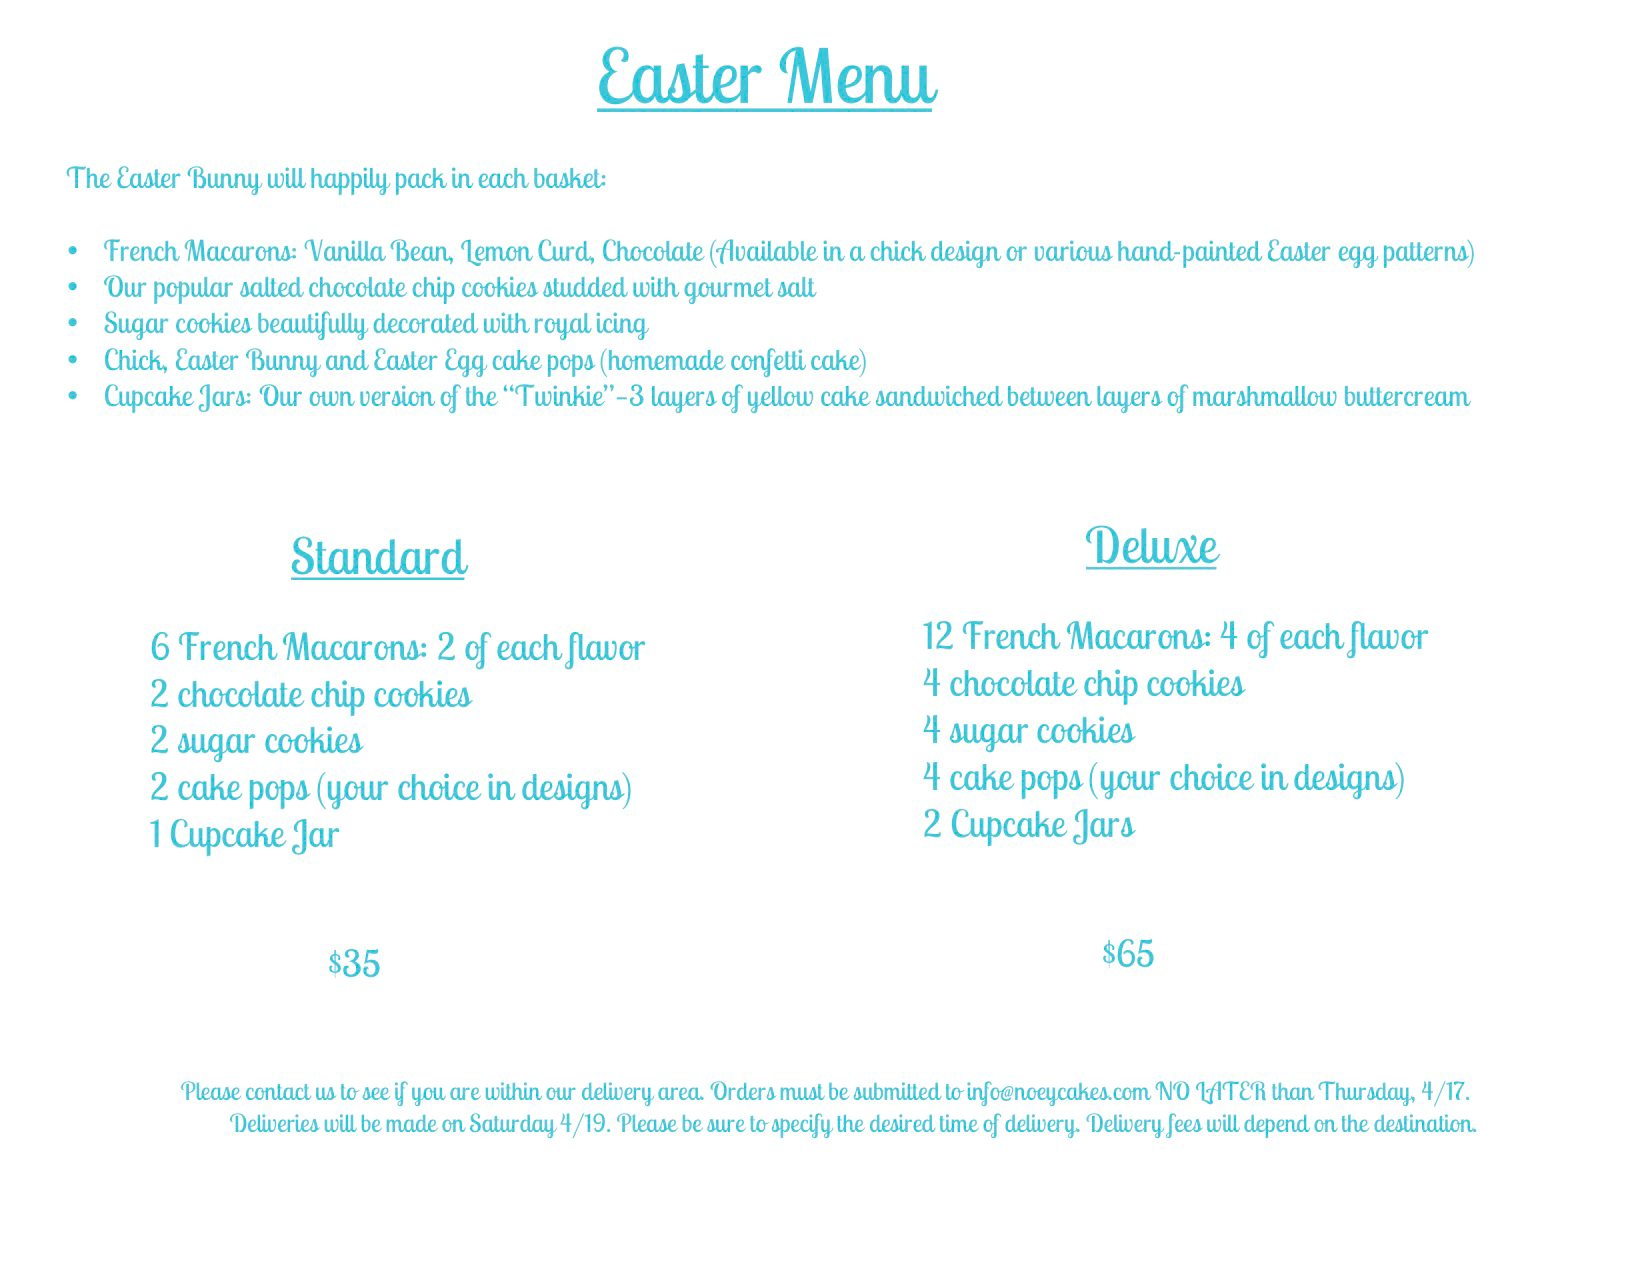 Easter Menu
The Easter Bunny will happily pack in each basket:
• French Macarons: Vanilla Bean, Lemon Curd, Chocolate (Available in a chick design or various hand-painted Easter egg patterns)
• Our popular salted chocolate chip cookies studded with gourmet salt
• Sugar cookies beautifully decorated with royal icing
• Chick, Easter Bunny and Easter Egg cake pops (homemade confetti cake)
• Cupcake Jars: Our own version of the “Twinkie”–3 layers of yellow cake sandwiched between layers of marshmallow buttercream
Standard
6 French Macarons: 2 of each flavor
2 chocolate chip cookies
2 sugar cookies
2 cake pops (your choice in designs)
1 Cupcake Jar
$35
Deluxe
12 French Macarons: 4 of each flavor
4 chocolate chip cookies
4 sugar cookies
4 cake pops (your choice in designs)
2 Cupcake Jars
$65
Please contact us to see if you are within our delivery area. Orders must be submitted to info@noeycakes.com NO LATER than Thursday, 4/17.
Deliveries will be made on Saturday 4/19. Please be sure to specify the desired time of delivery. Delivery fees will depend on the destination.